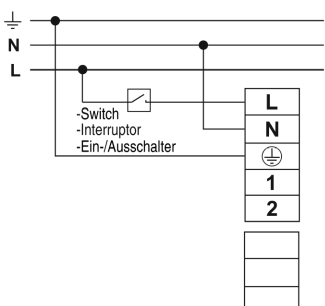 N
L
-Switch
-Interruptor
-Ein-/Ausschalter
L
N
1
2